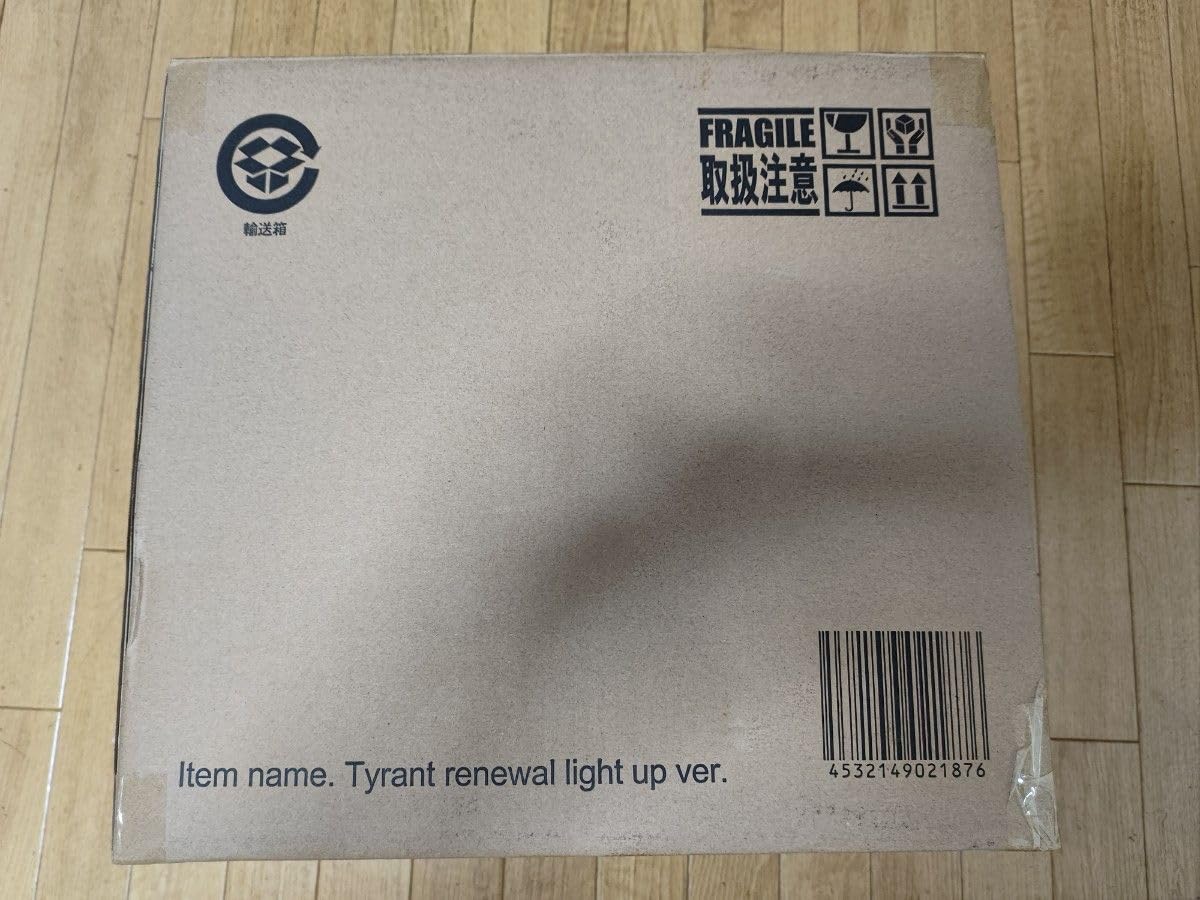 輸送箱
FRAGILE
取扱注意
Item name. Tyrant renewal light up ver.
4532149021876